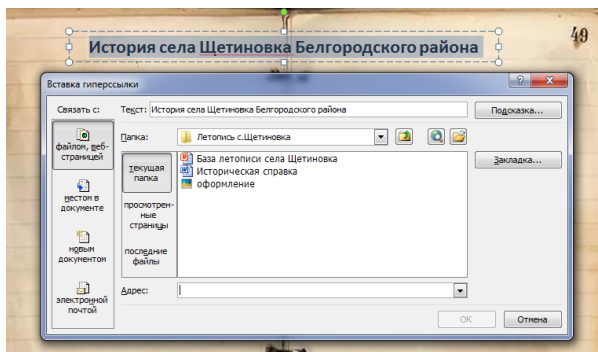 49
История села Щетиновка Белгородского района
Вставка гиперссылки
Связать с:
Текст: История села Щетиновка Белгородского района
Подсказка...
файлом, веб-
страницей
Папка: Летопись с.Щетиновка
Закладка...
текущая
папка
База летописи села Щетиновка
Историческая справка
оформление
местом в
документе
просмотрен-
ные
страницы
новым
документом
последние
файлы
электронной
почтой
Адрес:
ОК
Отмена